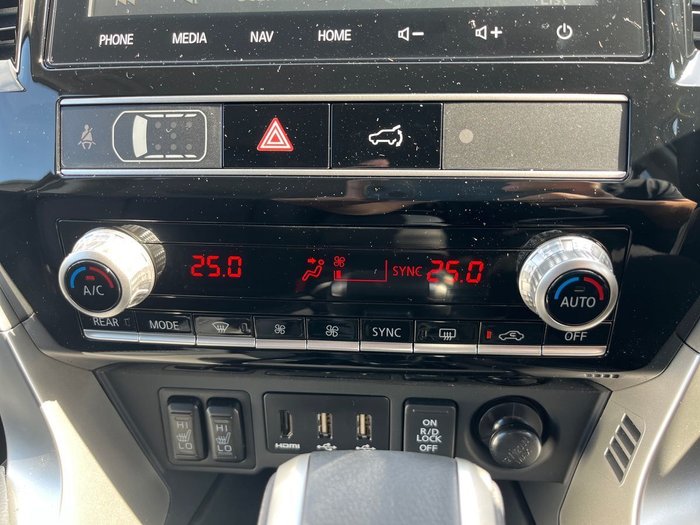 PHONE MEDIA NAV HOME
25.0 SYNC 25.0
A/C AUTO
REAR MODE SYNC OFF
HI HI
LO LO
HDMI
ON
R/D
LOCK
OFF